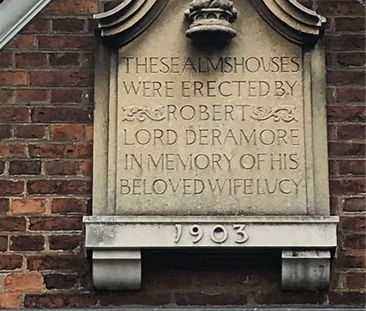 THESE ALMSHOUSES
WERE ERECTED BY
ROBERT
LORD DERAMORE
IN MEMORY OF HIS
BELOVED WIFE LUCY
1903